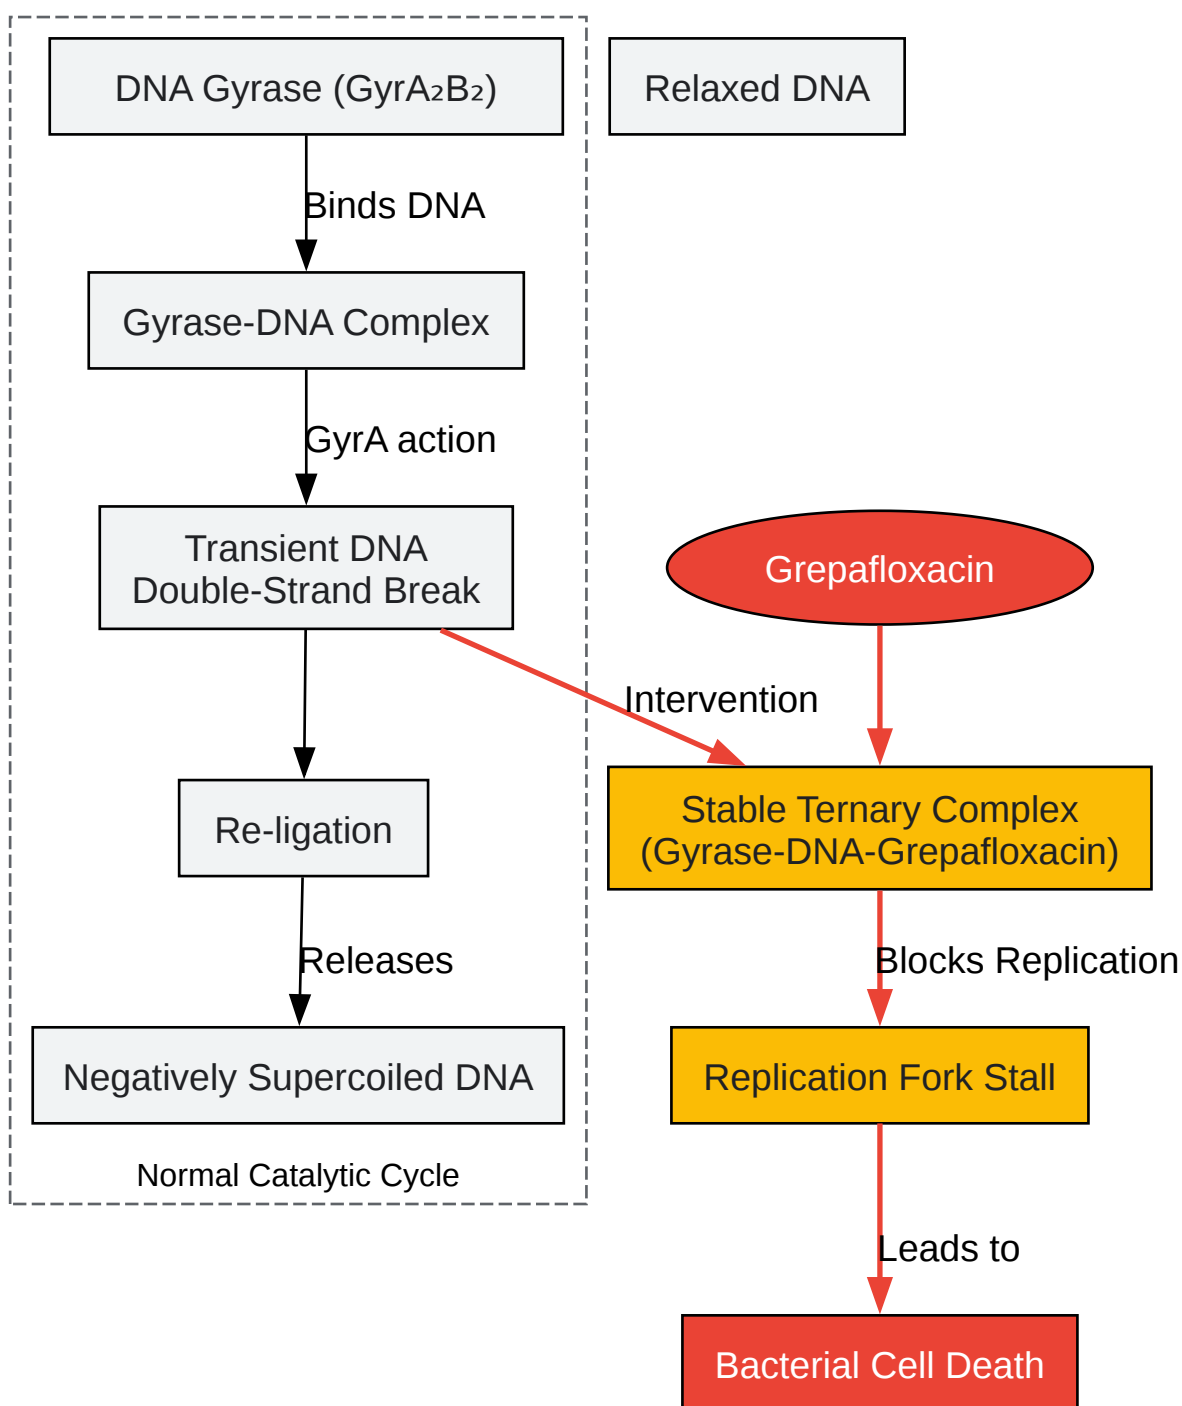 DNA Gyrase (GyrA₂B₂)
Relaxed DNA
Binds DNA
Gyrase-DNA Complex
GyrA action
Transient DNA
Double-Strand Break
Grepafloxacin
Intervention
Stable Ternary Complex
(Gyrase-DNA-Grepafloxacin)
Re-ligation
Releases
Blocks Replication
Negatively Supercoiled DNA
Replication Fork Stall
Normal Catalytic Cycle
Leads to
Bacterial Cell Death